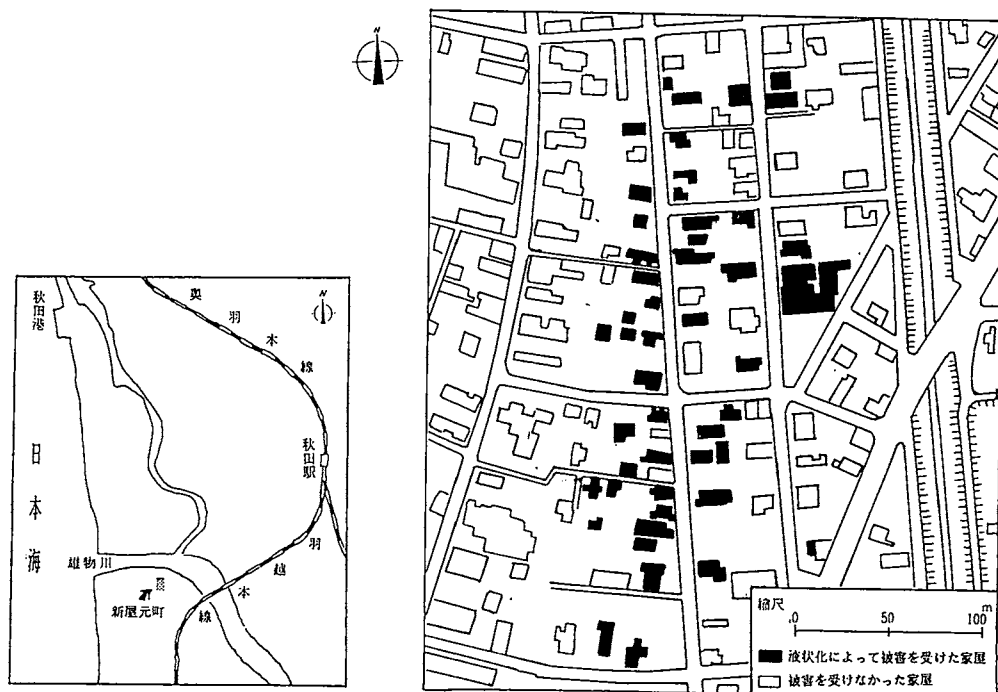 N
秋田港
奥羽本線
秋田駅
日本海
羽越本線
雄物川
新屋元町
縮尺
0 50 100 m
液状化によって被害を受けた家屋
被害を受けなかった家屋